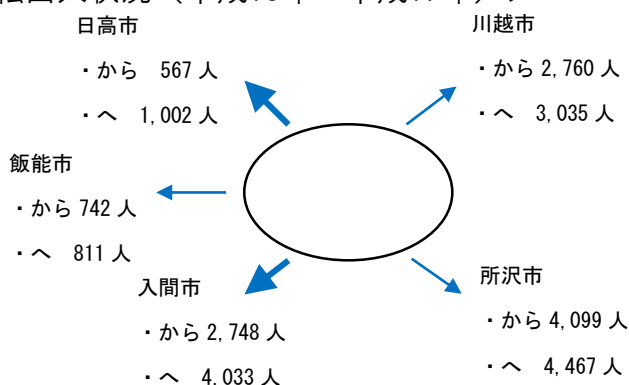 日高市
・から 567 人
・へ 1,002 人
川越市
・から 2,760 人
・へ 3,035 人
飯能市
・から 742 人
・へ 811 人
入間市
・から 2,748 人
・へ 4,033 人
所沢市
・から 4,099 人
・へ 4,467 人